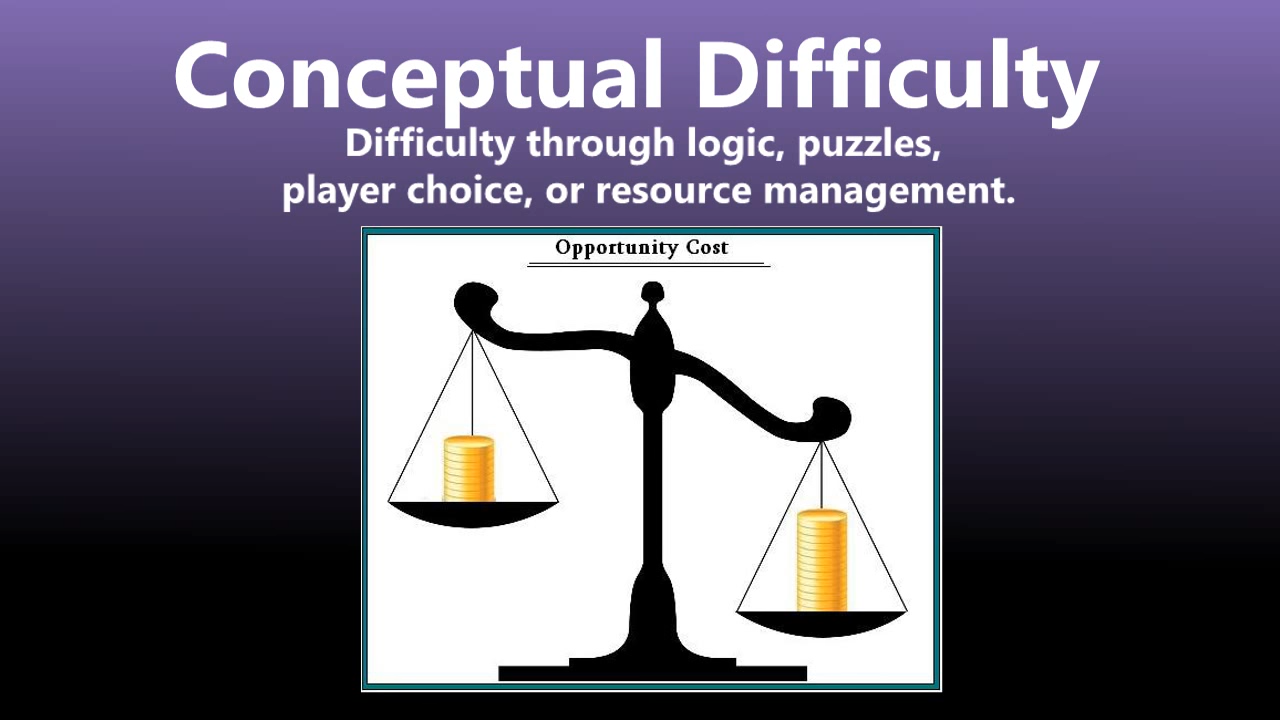 Conceptual Difficulty
Difficulty through logic, puzzles,
player choice, or resource management.
Opportunity Cost